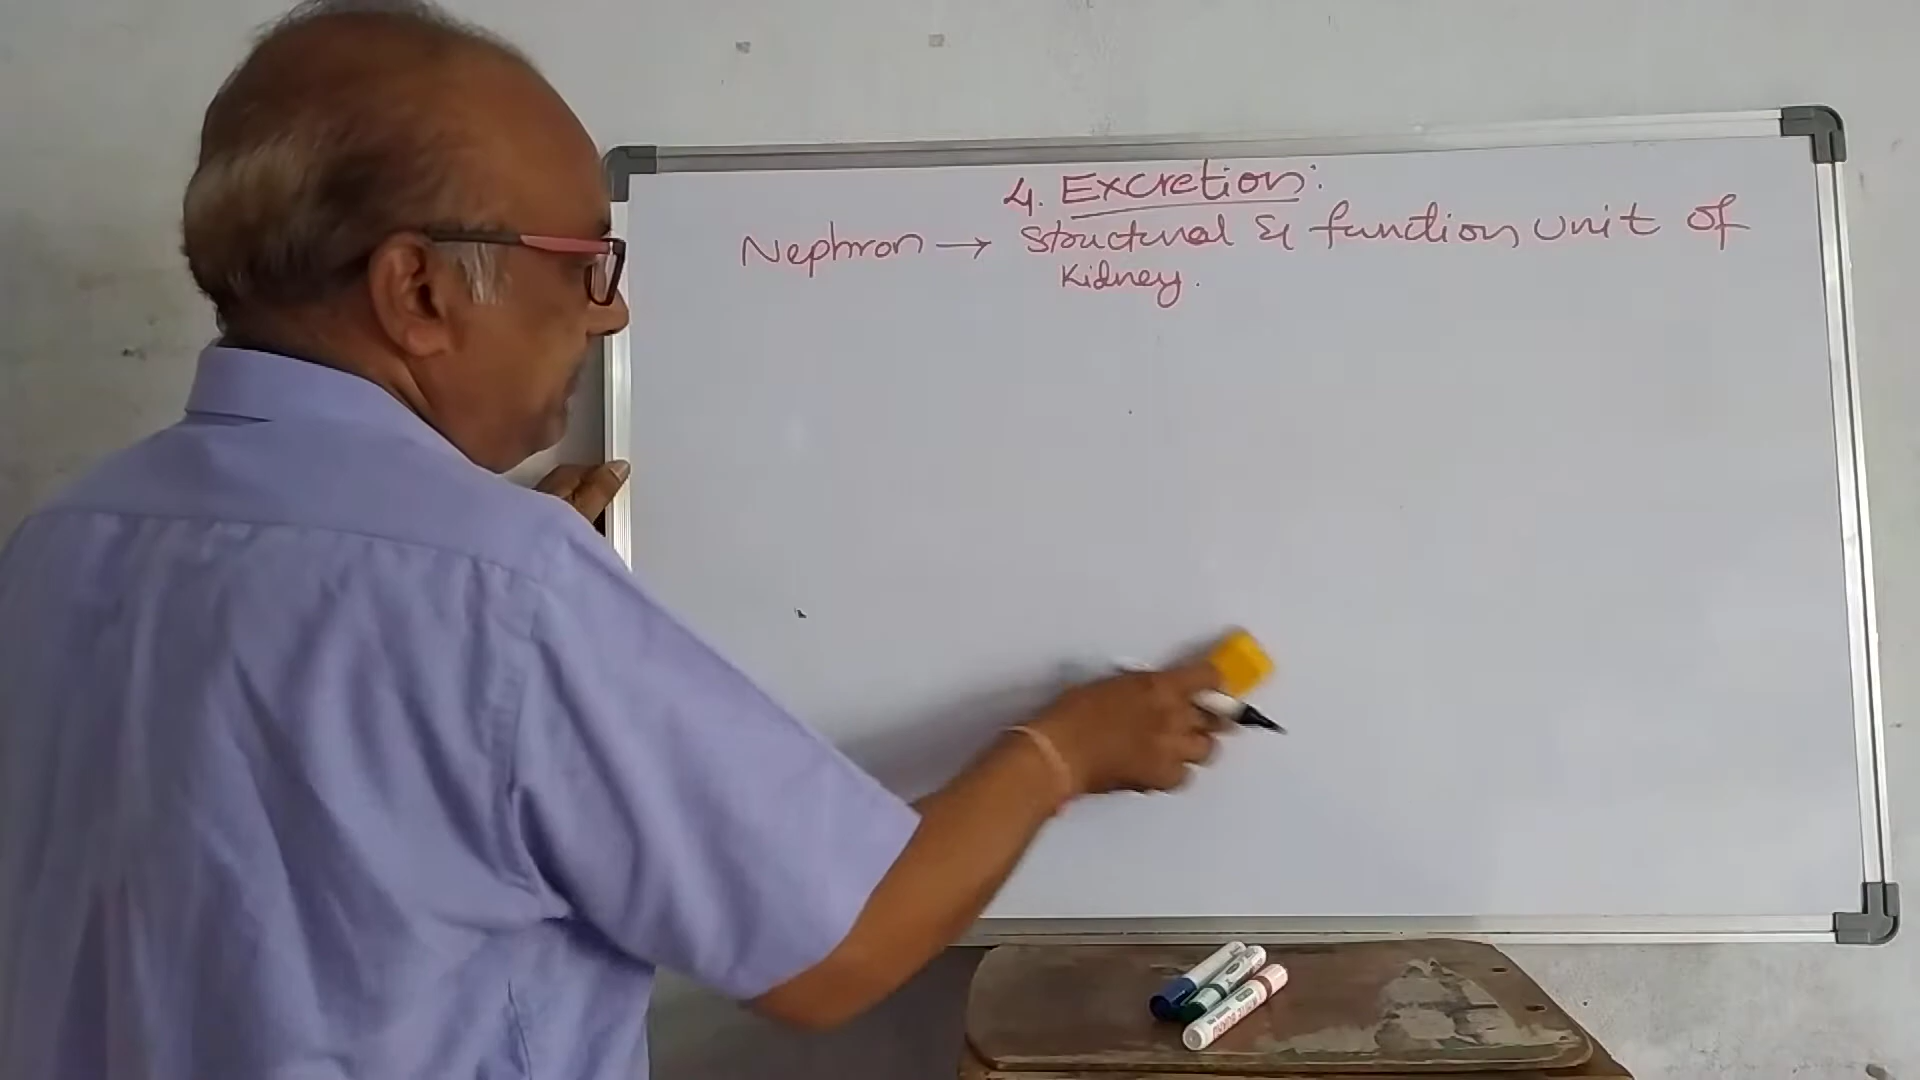 4. Excretion:
Nephron → Structural & function unit of
Kidney.